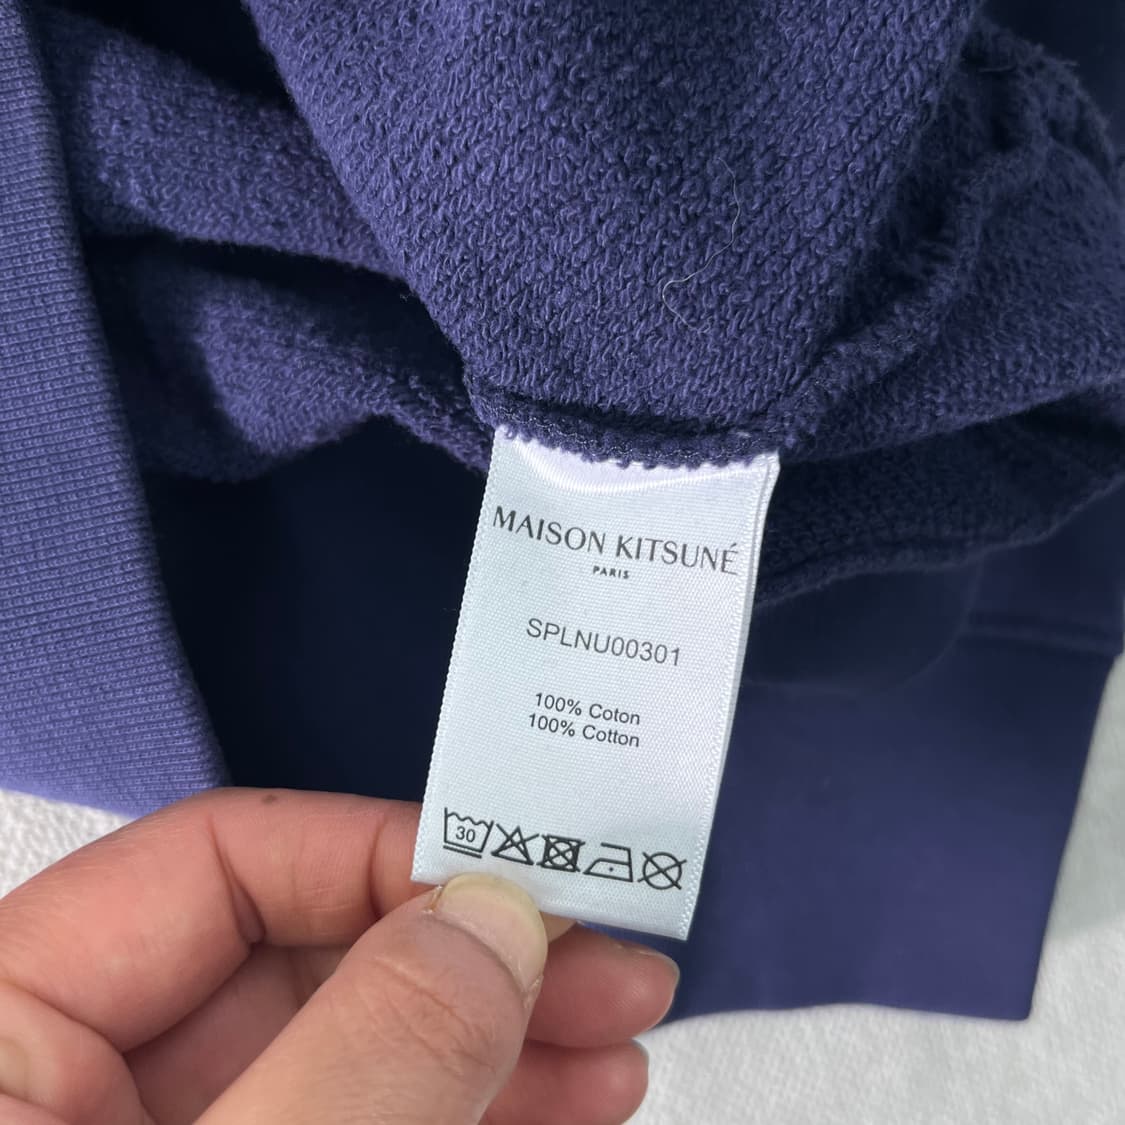 MAISON KITSUNÉ
PARIS
SPLNU00301
100% Coton
100% Cotton
30